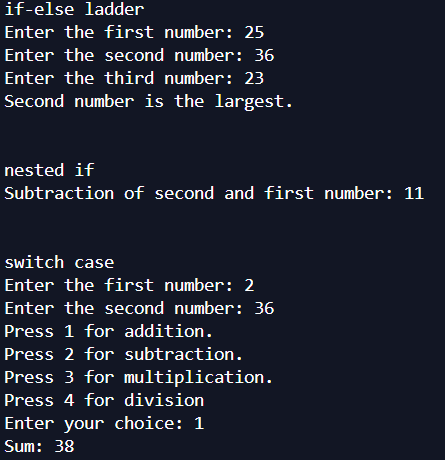 if-else ladder
Enter the first number: 25
Enter the second number: 36
Enter the third number: 23
Second number is the largest.
nested if
Subtraction of second and first number: 11
switch case
Enter the first number: 2
Enter the second number: 36
Press 1 for addition.
Press 2 for subtraction.
Press 3 for multiplication.
Press 4 for division
Enter your choice: 1
Sum: 38